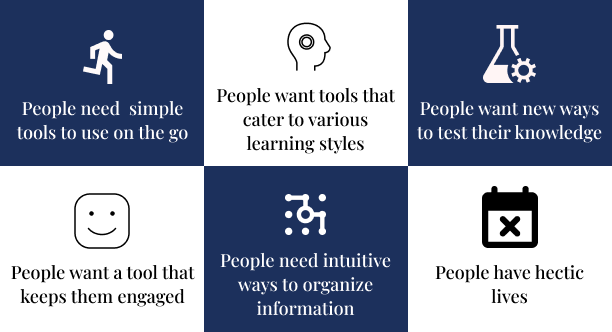 People need simple
tools to use on the go
People want tools that
cater to various
learning styles
People want new ways
to test their knowledge
People want a tool that
keeps them engaged
People need intuitive
ways to organize
information
People have hectic
lives